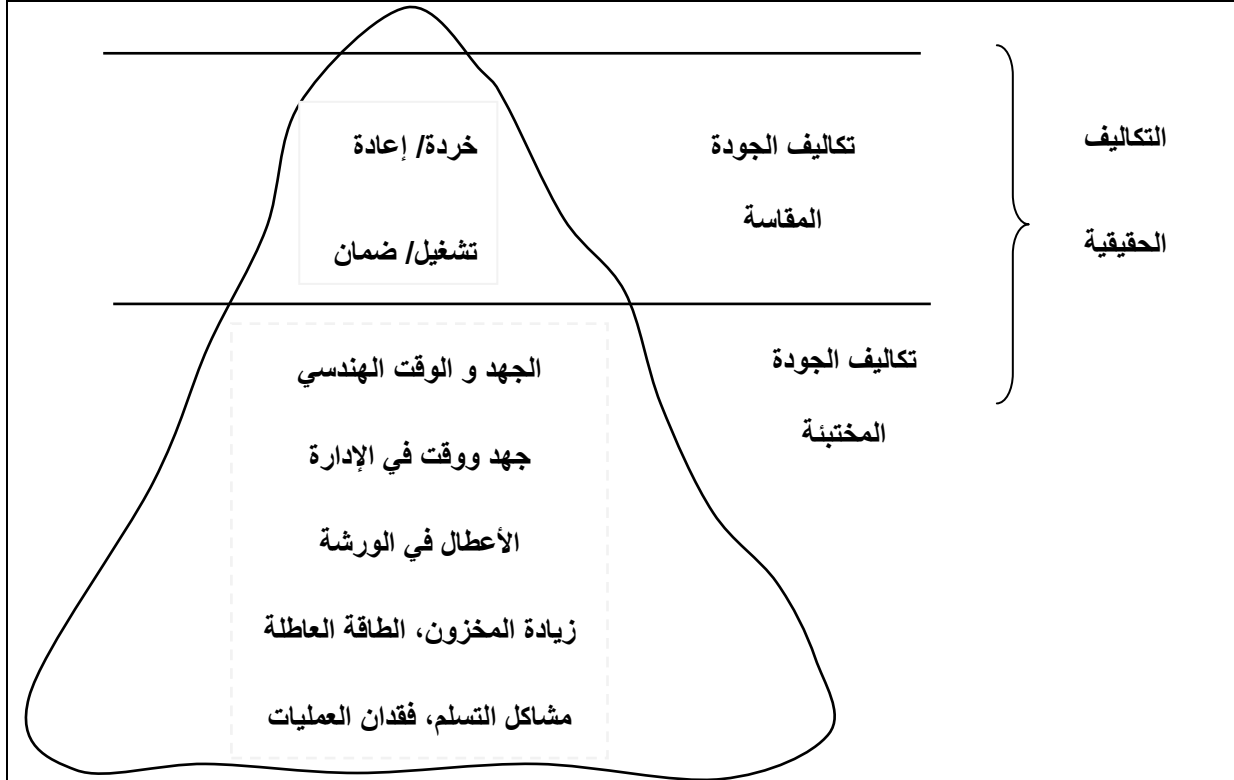 خردة/ إعادة
تشغيل/ ضمان
تكاليف الجودة
المقاسة
التكاليف
الحقيقية
الجهد و الوقت الهندسي
جهد ووقت في الإدارة
الأعطال في الورشة
زيادة المخزون، الطاقة العاطلة
مشاكل التسلم، فقدان العمليات
تكاليف الجودة
المختبئة